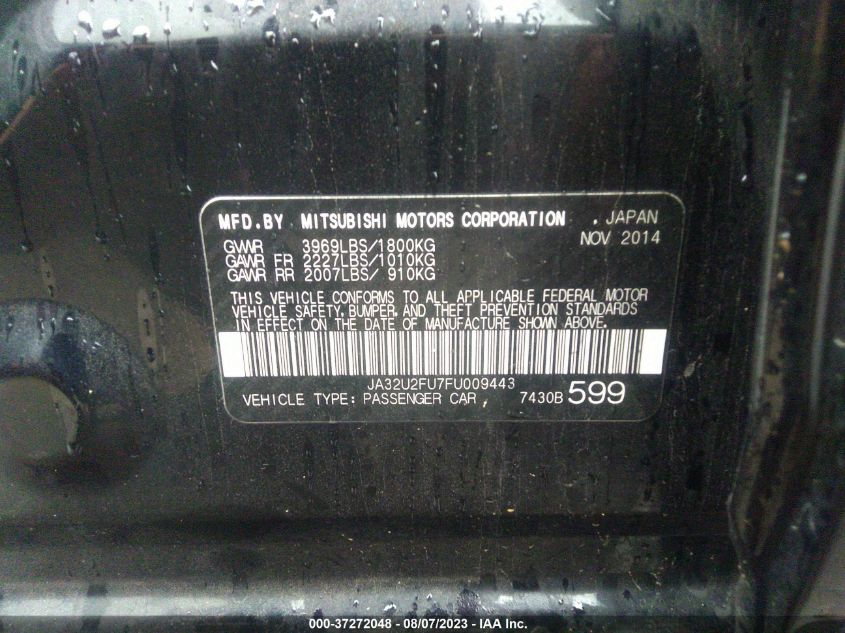 MFD.BY MITSUBISHI MOTORS CORPORATION , JAPAN
NOV 2014
GVWR 3969LBS/1800KG
GAWR FR 2227LBS/1010KG
GAWR RR 2007LBS/ 910KG
THIS VEHICLE CONFORMS TO ALL APPLICABLE FEDERAL MOTOR
VEHICLE SAFETY, BUMPER, AND THEFT PREVENTION STANDARDS
IN EFFECT ON THE DATE OF MANUFACTURE SHOWN ABOVE.
JA32U2FU7FU009443
VEHICLE TYPE: PASSENGER CAR , 7430B 599
000-37272048 - 08/07/2023 - IAA Inc.